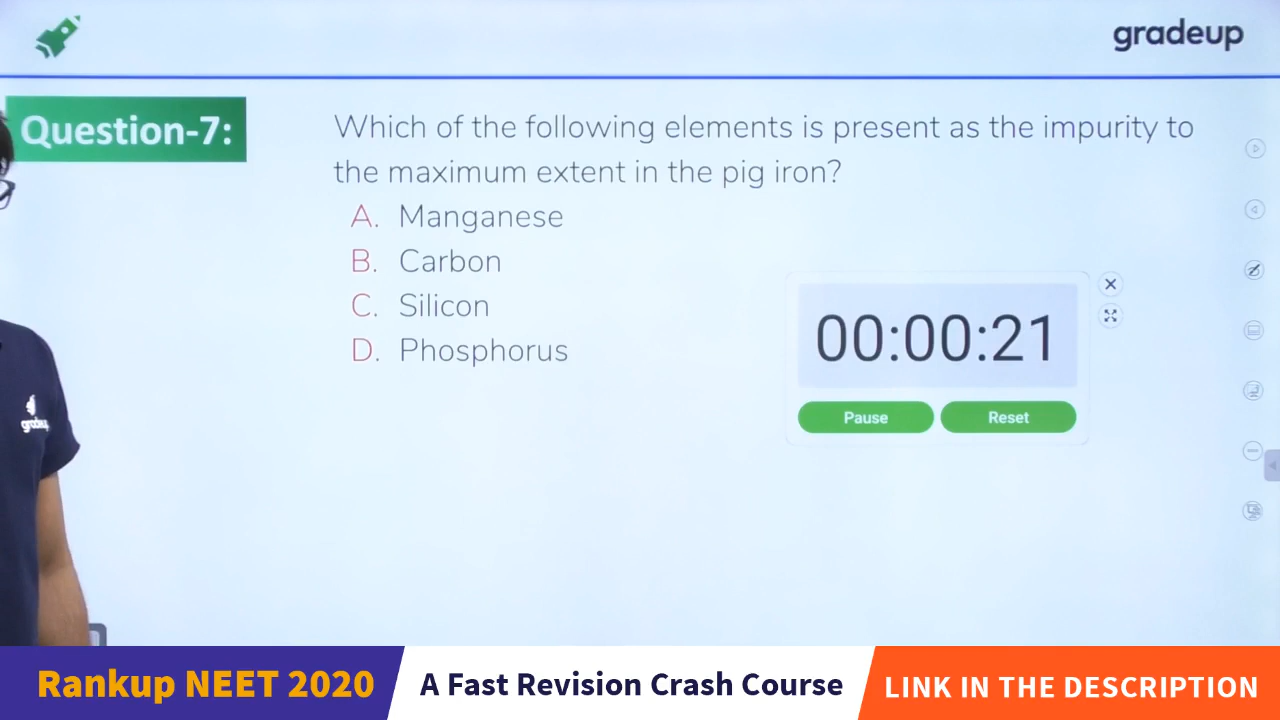 gradeup
Question-7:
Which of the following elements is present as the impurity to
the maximum extent in the pig iron?
A. Manganese
B. Carbon
C. Silicon
D. Phosphorus
00:00:21
Pause Reset
gradeup
Rankup NEET 2020
A Fast Revision Crash Course
LINK IN THE DESCRIPTION